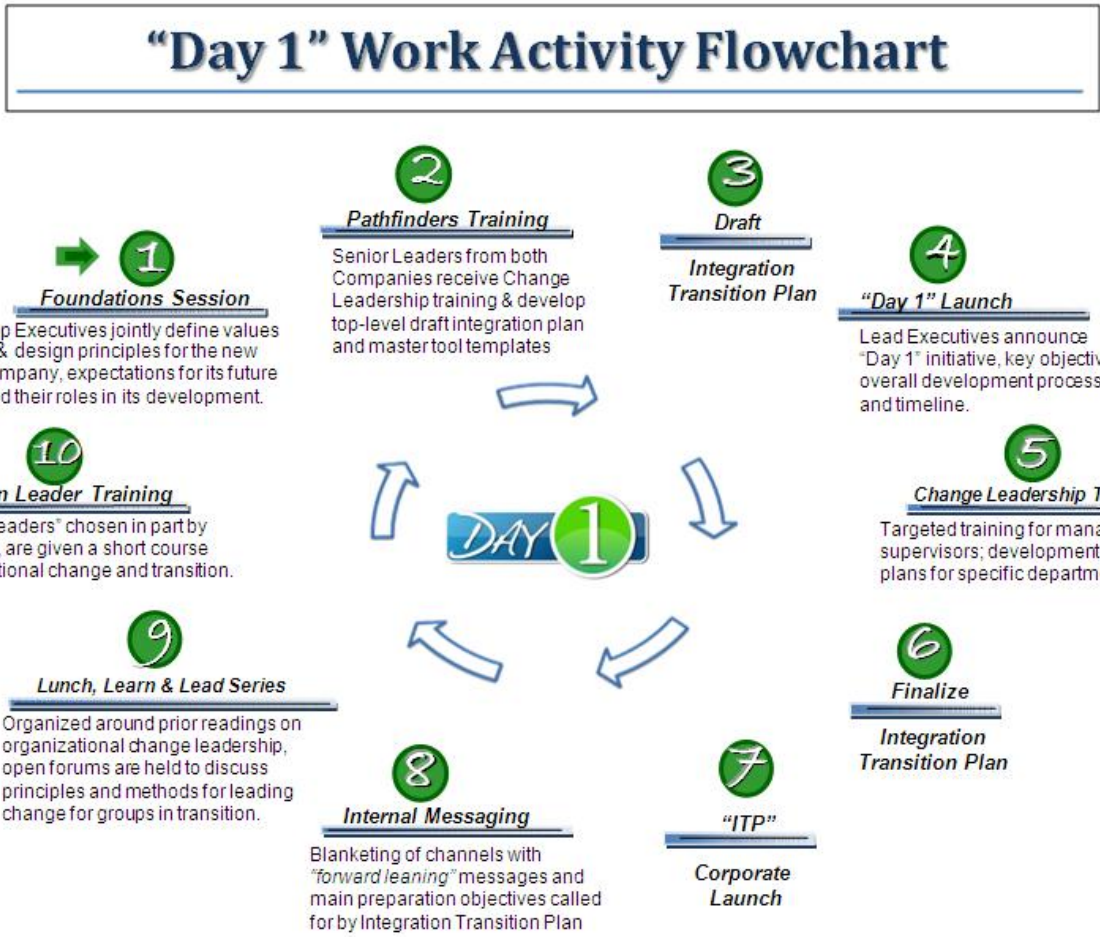 “Day 1” Work Activity Flowchart
1
Foundations Session
p Executives jointly define values
& design principles for the new
mpany, expectations for its future
d their roles in its development.
2
Pathfinders Training
Senior Leaders from both
Companies receive Change
Leadership training & develop
top-level draft integration plan
and master tool templates
3
Draft
Integration
Transition Plan
4
“Day 1” Launch
Lead Executives announce
“Day 1” initiative, key objectiv
overall development process
and timeline.
5
Change Leadership T
Targeted training for mana
supervisors; development
plans for specific departm
6
Finalize
Integration
Transition Plan
7
“ITP”
Corporate
Launch
8
Internal Messaging
Blanketing of channels with
“forward leaning” messages and
main preparation objectives called
for by Integration Transition Plan
9
Lunch, Learn & Lead Series
Organized around prior readings on
organizational change leadership,
open forums are held to discuss
principles and methods for leading
change for groups in transition.
10
n Leader Training
eaders” chosen in part by
, are given a short course
tional change and transition.
DAY 1